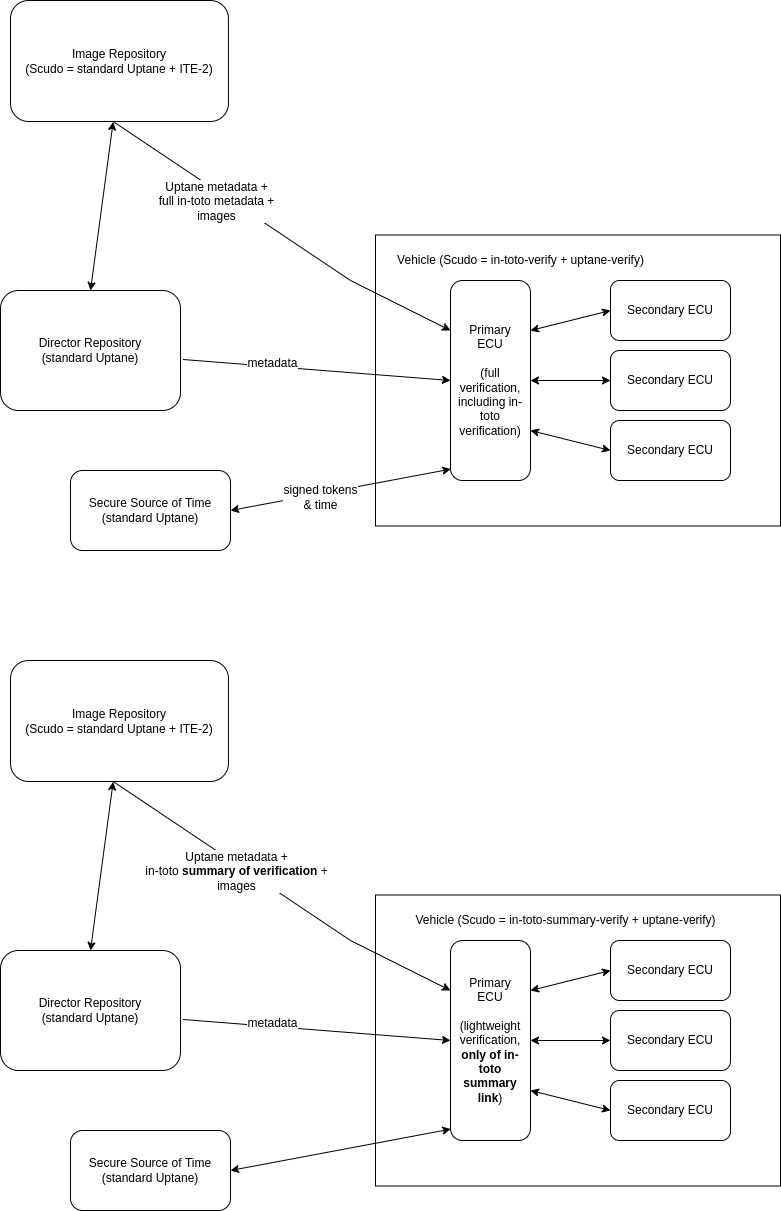 Image Repository
(Scudo = standard Uptane + ITE-2)
Uptane metadata +
full in-toto metadata +
images
Vehicle (Scudo = in-toto-verify + uptane-verify)
Primary
ECU
(full
verification,
including in-
toto
verification)
Secondary ECU
Secondary ECU
Secondary ECU
Director Repository
(standard Uptane)
metadata
Secure Source of Time
(standard Uptane)
signed tokens
& time
Image Repository
(Scudo = standard Uptane + ITE-2)
Uptane metadata +
in-toto summary of verification +
images
Vehicle (Scudo = in-toto-summary-verify + uptane-verify)
Primary
ECU
(lightweight
verification,
only of in-
toto
summary
link)
Secondary ECU
Secondary ECU
Secondary ECU
Director Repository
(standard Uptane)
metadata
Secure Source of Time
(standard Uptane)